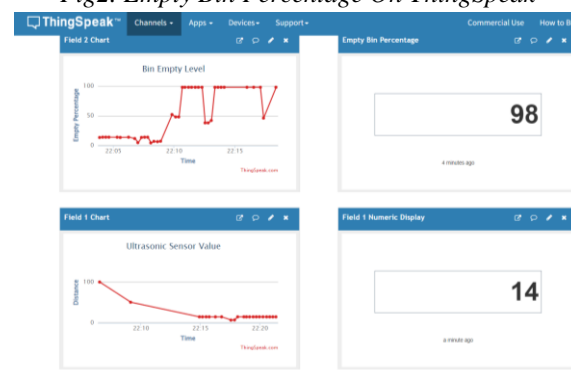 Fig2: Empty Bin Percentage On ThingSpeak
ThingSpeak™ Channels Apps Devices Support Commercial Use How to B
Field 2 Chart
Bin Empty Level
Empty Percentage
100
50
0
22:05 22:10 22:15
Time
ThingSpeak.com
Empty Bin Percentage
98
4 minutes ago
Field 1 Chart
Ultrasonic Sensor Value
Distance
100
0
22:10 22:15 22:20
Time
ThingSpeak.com
Field 1 Numeric Display
14
a minute ago